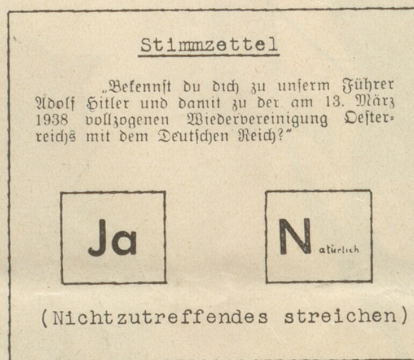 Stimmzettel
„Bekennst du dich zu unserm Führer
Adolf Hitler und damit zu der am 13. März
1938 vollzogenen Wiedervereinigung Oester-
reichs mit dem Deutschen Reich?"
Ja
Natürlich
(Nichtzutreffendes streichen)